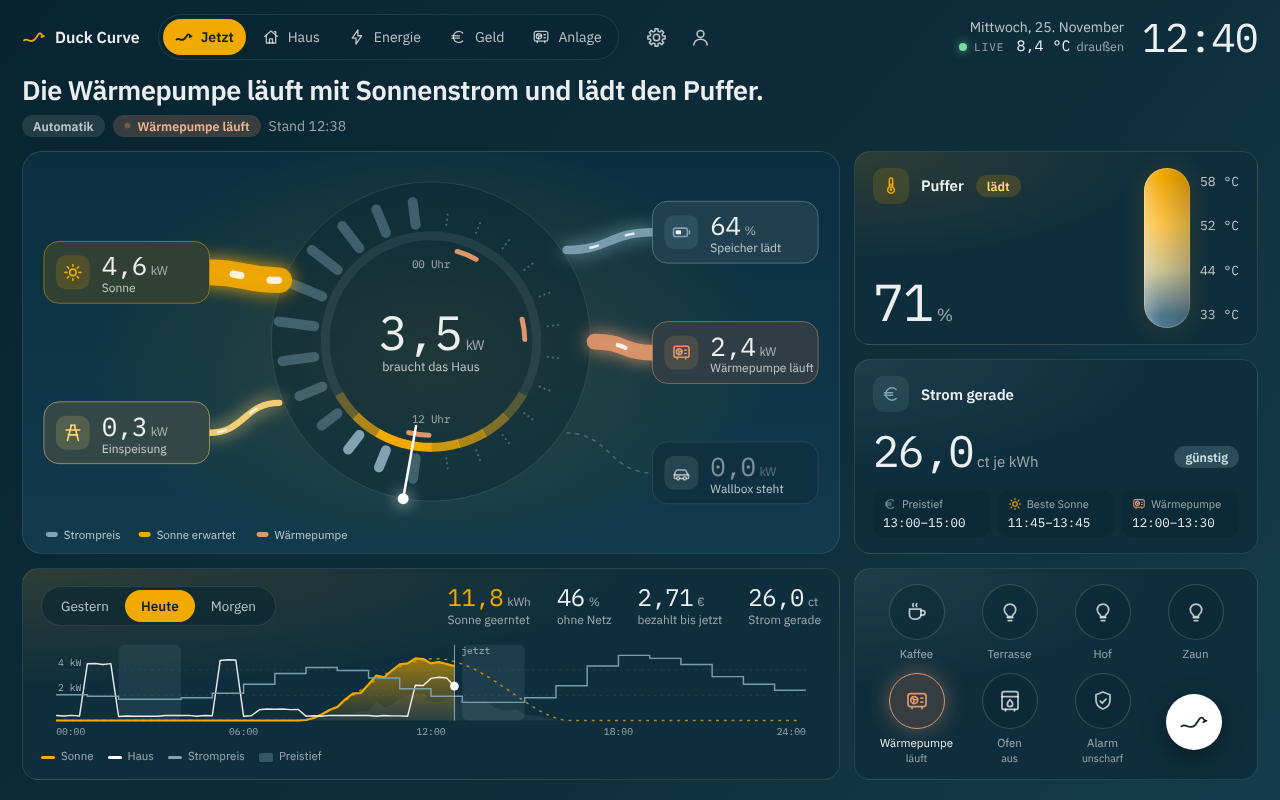 Duck Curve
Jetzt
Haus
Energie
Geld
Anlage
Mittwoch, 25. November
LIVE 8,4 °C draußen
12:40
Die Wärmepumpe läuft mit Sonnenstrom und lädt den Puffer.
Automatik
Wärmepumpe läuft
Stand 12:38
4,6 kW
Sonne
0,3 kW
Einspeisung
00 Uhr
3,5 kW
braucht das Haus
12 Uhr
64 %
Speicher lädt
2,4 kW
Wärmepumpe läuft
0,0 kW
Wallbox steht
Strompreis
Sonne erwartet
Wärmepumpe
Puffer
lädt
71 %
58 °C
52 °C
44 °C
33 °C
Strom gerade
26,0 ct je kWh
günstig
Preistief
13:00–15:00
Beste Sonne
11:45–13:45
Wärmepumpe
12:00–13:30
Gestern
Heute
Morgen
11,8 kWh
Sonne geerntet
46 %
ohne Netz
2,71 €
bezahlt bis jetzt
26,0 ct
Strom gerade
jetzt
4 kW
2 kW
00:00
06:00
12:00
18:00
24:00
Sonne
Haus
Strompreis
Preistief
Kaffee
Terrasse
Hof
Zaun
Wärmepumpe
läuft
Ofen
aus
Alarm
unscharf